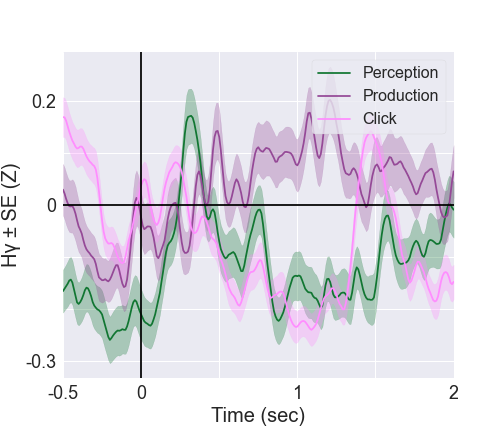 Perception
Production
Click
Hγ ± SE (Z)
0.2
0
-0.3
-0.5
0
1
2
Time (sec)